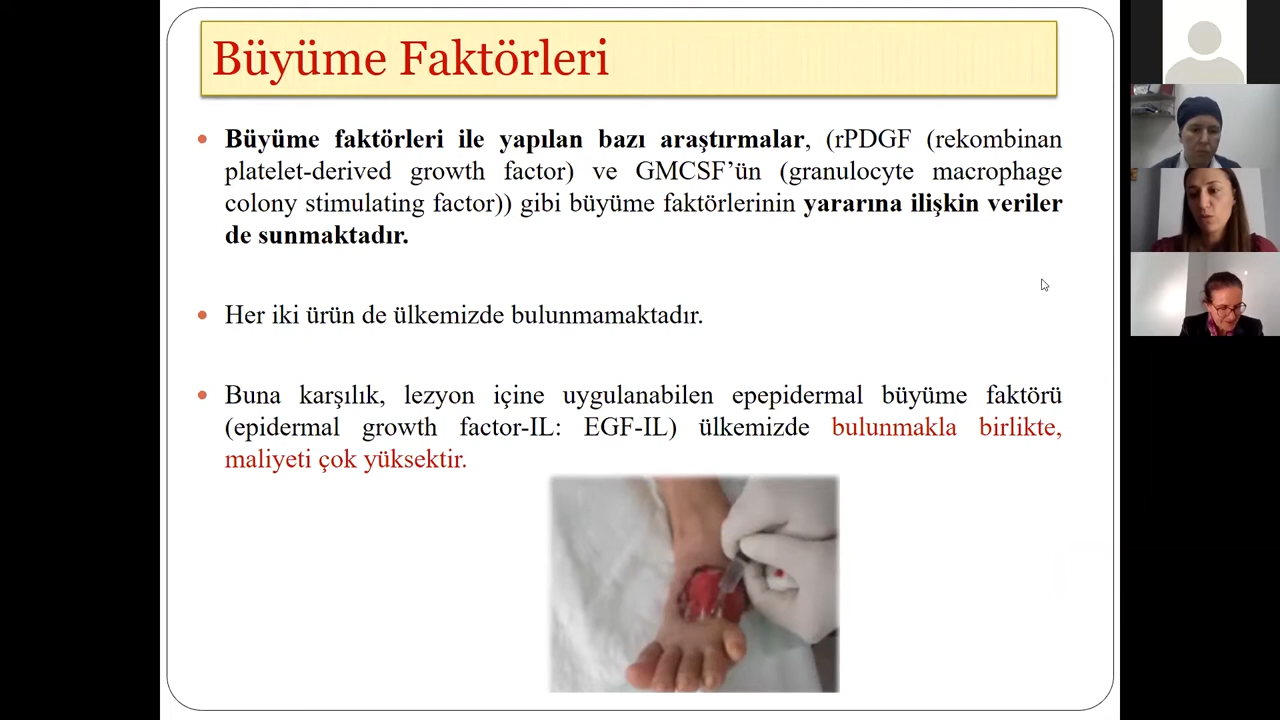 Büyüme Faktörleri
Büyüme faktörleri ile yapılan bazı araştırmalar, (rPDGF (rekombinan
platelet-derived growth factor) ve GMCSF’ün (granulocyte macrophage
colony stimulating factor)) gibi büyüme faktörlerinin yararına ilişkin veriler
de sunmaktadır.
Her iki ürün de ülkemizde bulunmamaktadır.
Buna karşılık, lezyon içine uygulanabilen epepidermal büyüme faktörü
(epidermal growth factor-IL: EGF-IL) ülkemizde bulunmakla birlikte,
maliyeti çok yüksektir.